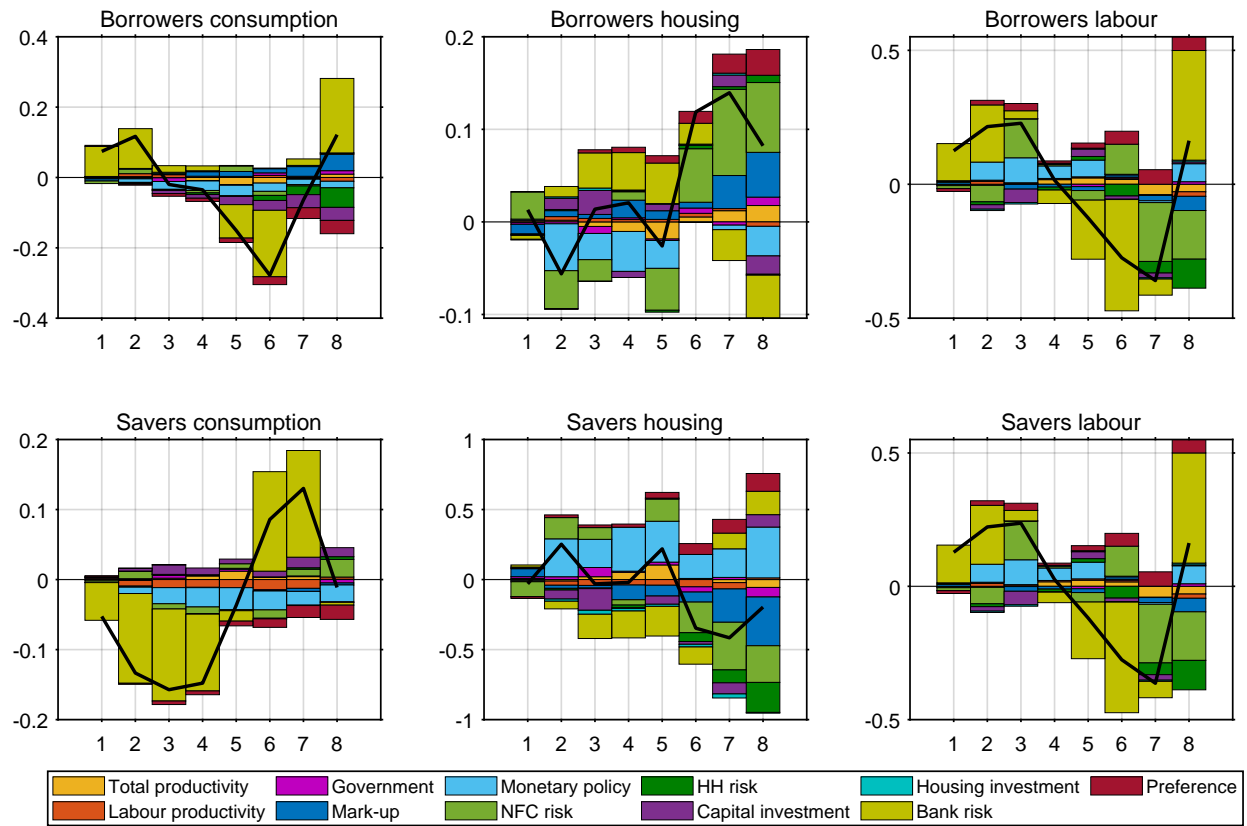 Borrowers consumption
0.4
0.2
0
-0.2
-0.4
1 2 3 4 5 6 7 8
Borrowers housing
0.2
0.1
0
-0.1
1 2 3 4 5 6 7 8
Borrowers labour
0.5
0
-0.5
1 2 3 4 5 6 7 8
Savers consumption
0.2
0.1
0
-0.1
-0.2
1 2 3 4 5 6 7 8
Savers housing
1
0.5
0
-0.5
-1
1 2 3 4 5 6 7 8
Savers labour
0.5
0
-0.5
1 2 3 4 5 6 7 8
Total productivity Government Monetary policy HH risk Housing investment Preference
Labour productivity Mark-up NFC risk Capital investment Bank risk